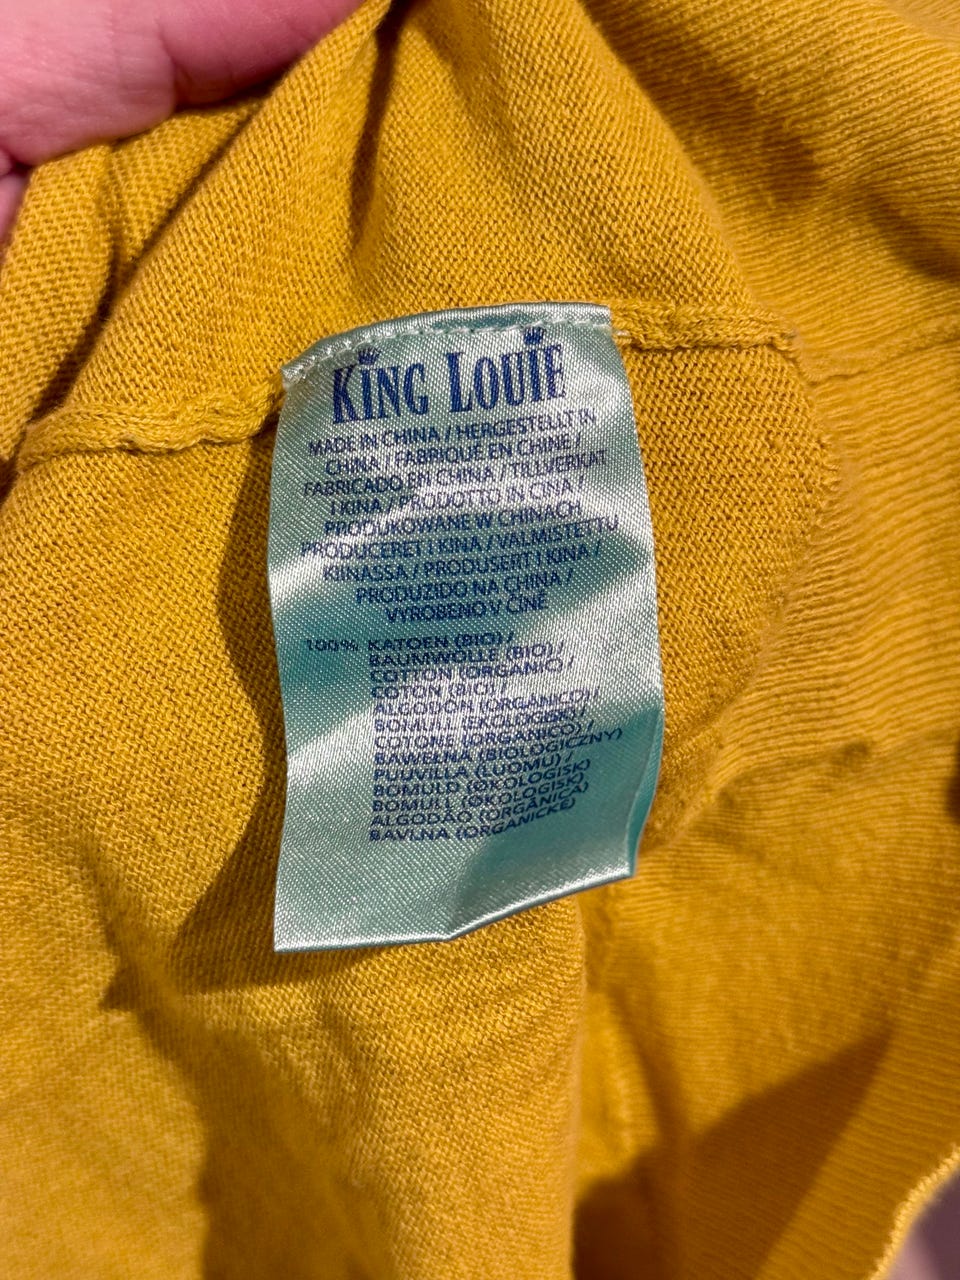 KING LOUIE
MADE IN CHINA / HERGESTELLT IN
CHINA / FABRIQUE EN CHINE /
FABRICADO EN CHINA / TILLVERKAT
I KINA / PRODOTTO IN CINA /
PRODUKOWANE W CHINACH
PRODUCERET I KINA / VALMISTETTU
KIINASSA / PRODUSERT I KINA /
PRODUZIDO NA CHINA /
VYROBENO V ČÍNĚ
100% KATOEN (BIO) /
BAUMWOLLE (BIO) /
COTTON (ORGANIC) /
COTON (BIO) /
ALGODÓN (ORGÁNICO) /
BOMULL (EKOLOGISK) /
COTONE (ORGANICO) /
BAWEŁNA (BIOLOGICZNY)
PUUVILLA (LUOMU) /
BOMULD (ØKOLOGISK)
BOMULL (ØKOLOGISK)
ALGODÃO (ORGÂNICA)
BAVLNA (ORGANICKÉ)